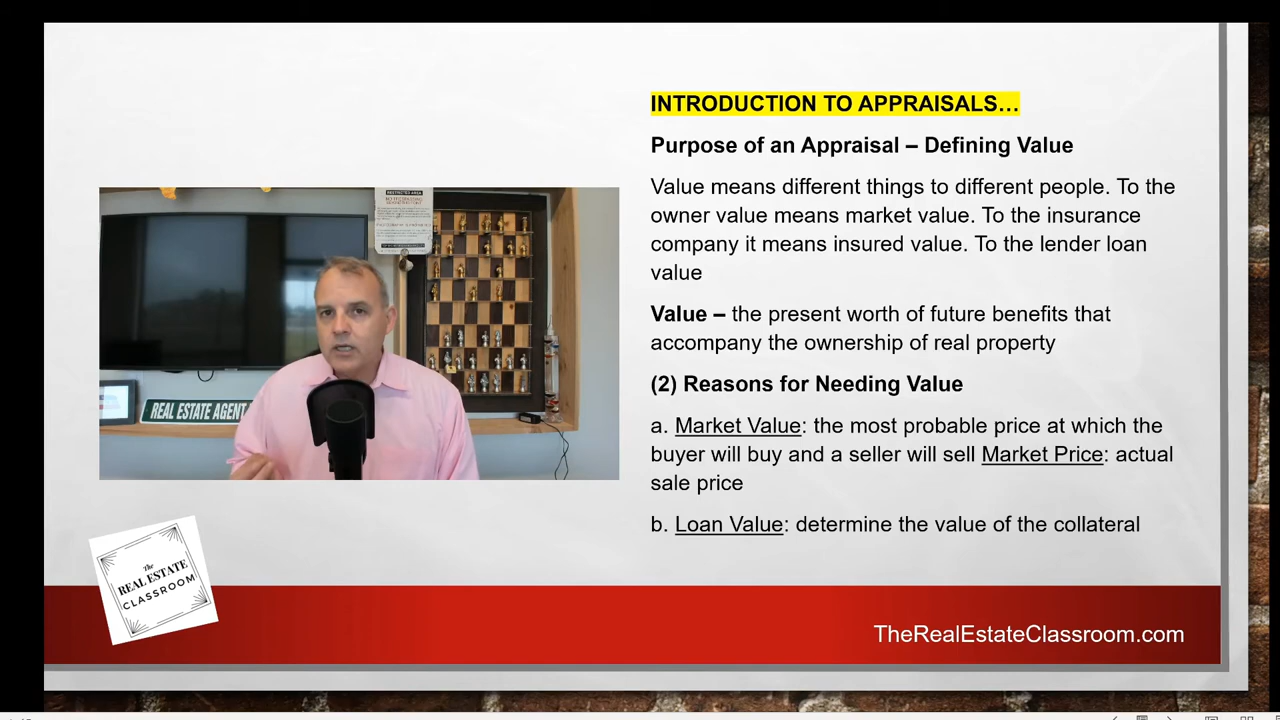 INTRODUCTION TO APPRAISALS...
Purpose of an Appraisal – Defining Value
Value means different things to different people. To the
owner value means market value. To the insurance
company it means insured value. To the lender loan
value
Value – the present worth of future benefits that
accompany the ownership of real property
(2) Reasons for Needing Value
a. Market Value: the most probable price at which the
buyer will buy and a seller will sell Market Price: actual
sale price
b. Loan Value: determine the value of the collateral
RESTRICTED AREA
NO TRESPASSING
REAL ESTATE AGENT
The
REAL ESTATE
CLASSROOM
TheRealEstateClassroom.com